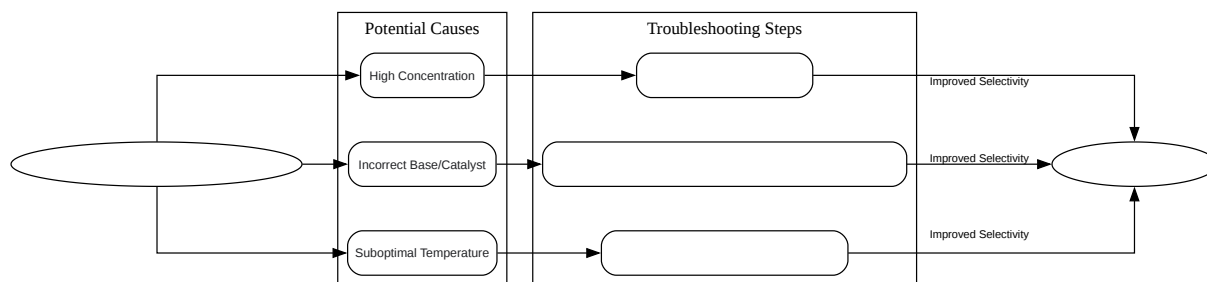 Potential Causes
Troubleshooting Steps
High Concentration
Improved Selectivity
Incorrect Base/Catalyst
Improved Selectivity
Suboptimal Temperature
Improved Selectivity